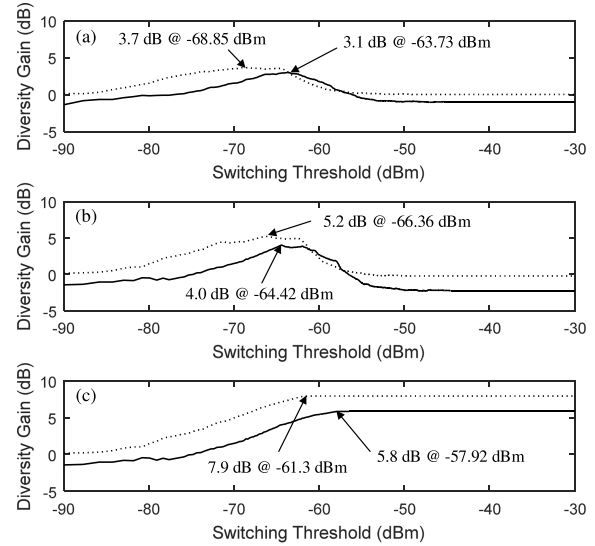 (a)
3.7 dB @ -68.85 dBm
3.1 dB @ -63.73 dBm
Diversity Gain (dB)
10
5
0
-5
-90 -80 -70 -60 -50 -40 -30
Switching Threshold (dBm)
(b)
5.2 dB @ -66.36 dBm
4.0 dB @ -64.42 dBm
Diversity Gain (dB)
10
5
0
-5
-90 -80 -70 -60 -50 -40 -30
Switching Threshold (dBm)
(c)
7.9 dB @ -61.3 dBm
5.8 dB @ -57.92 dBm
Diversity Gain (dB)
10
5
0
-5
-90 -80 -70 -60 -50 -40 -30
Switching Threshold (dBm)